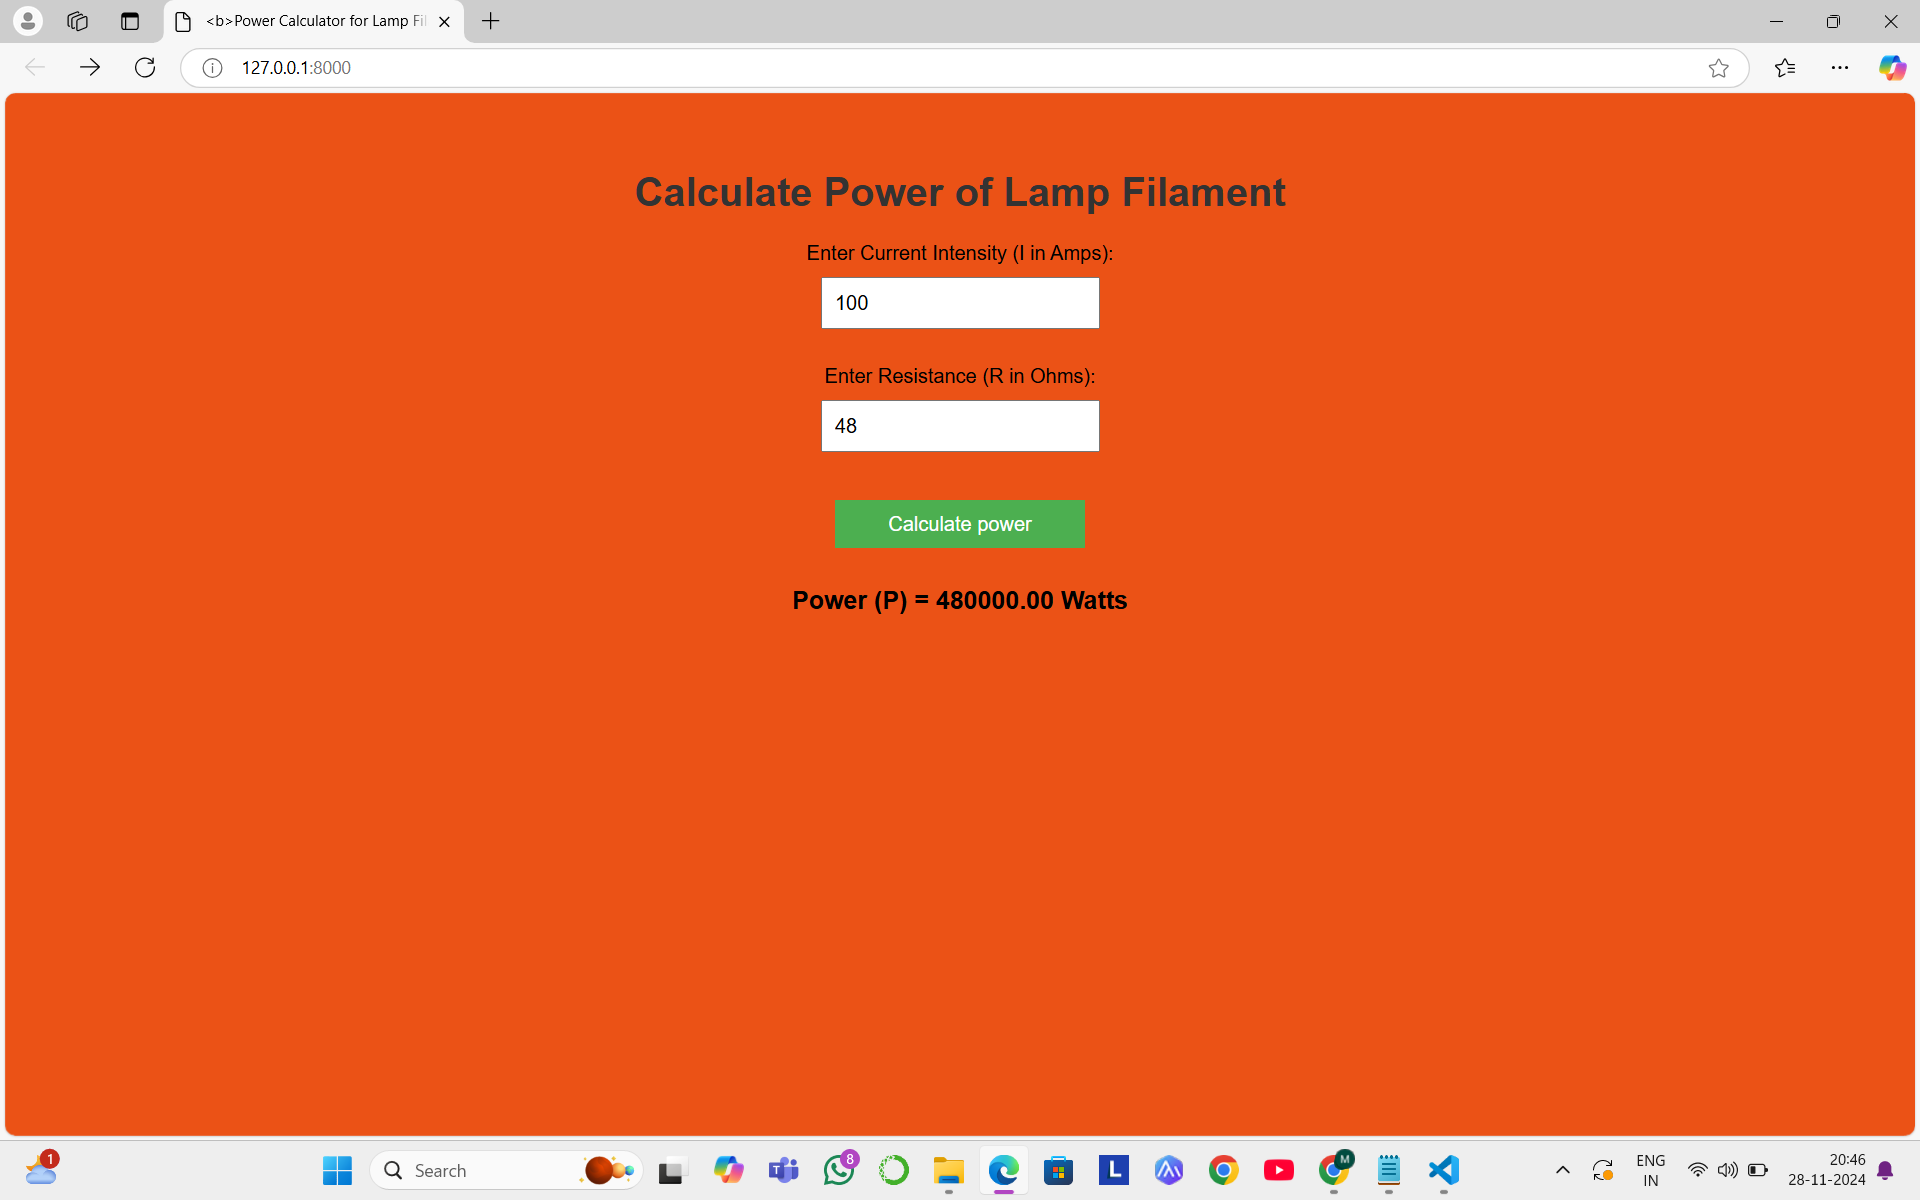 <b>Power Calculator for Lamp Fil
127.0.0.1:8000
Calculate Power of Lamp Filament
Enter Current Intensity (I in Amps):
100
Enter Resistance (R in Ohms):
48
Calculate power
Power (P) = 480000.00 Watts
1
Search
T
8
L
M
ENG
IN
20:46
28-11-2024